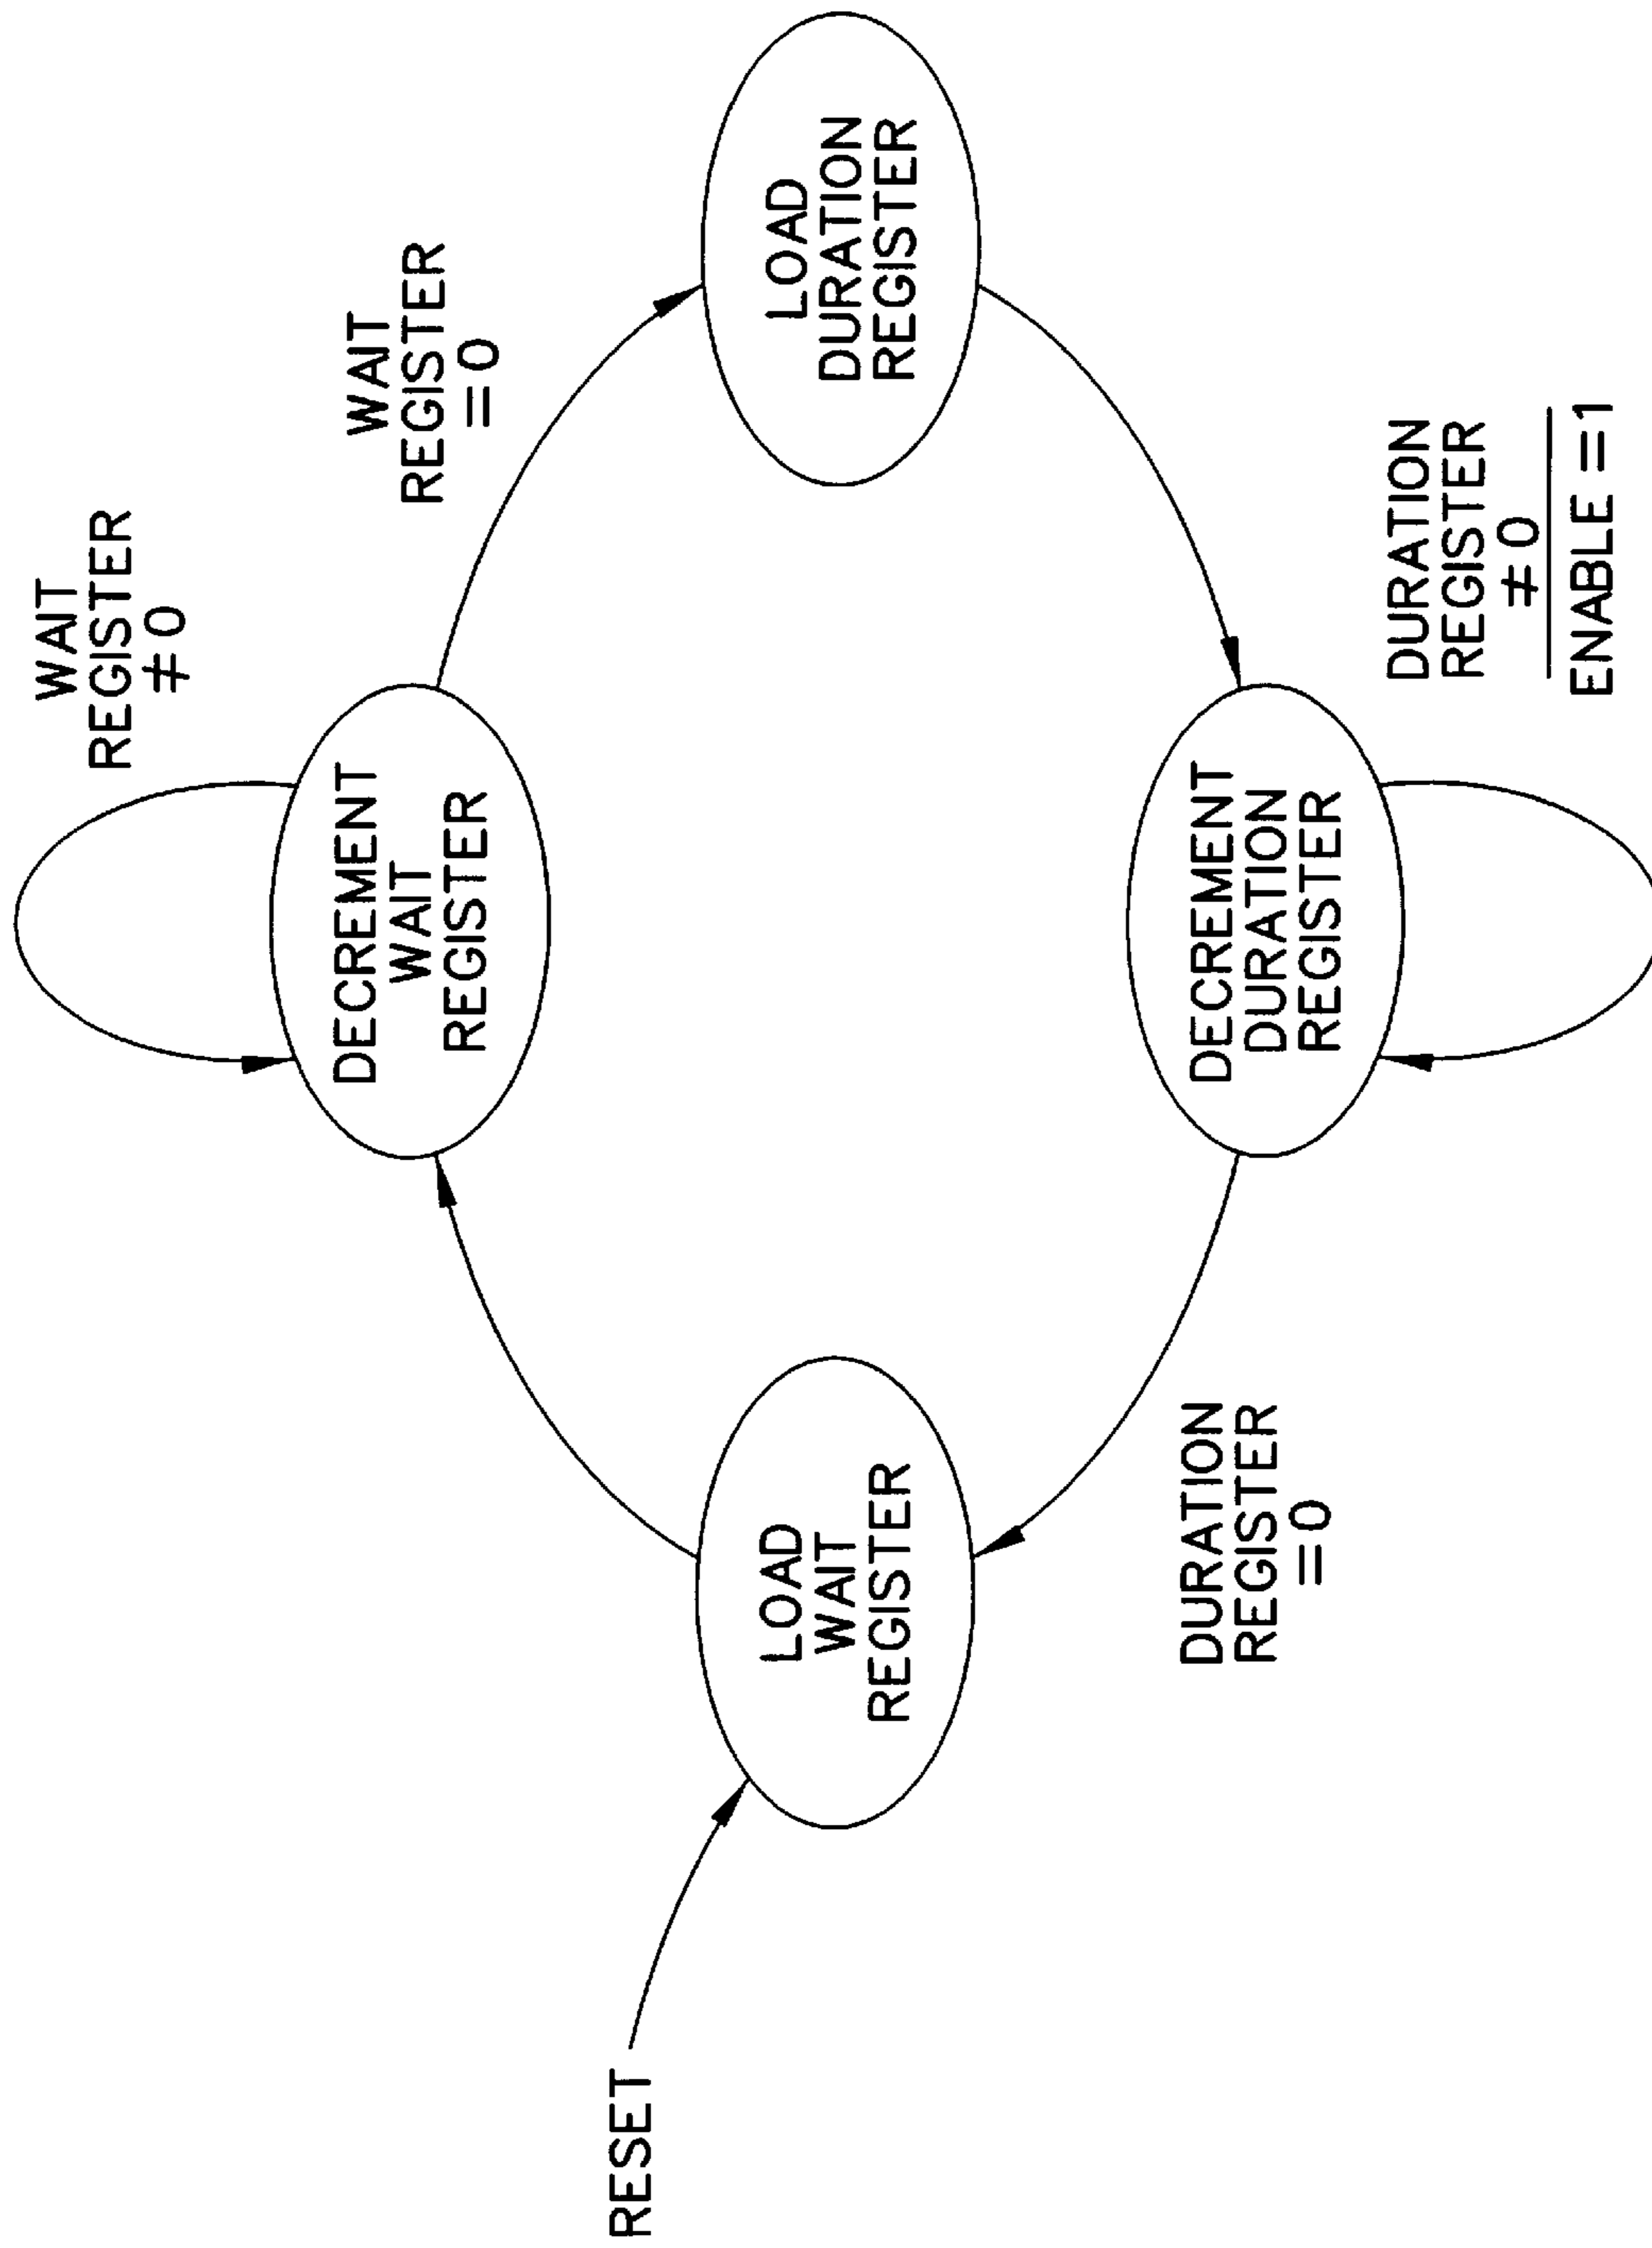 WAIT
REGISTER
≠ 0
WAIT
REGISTER
= 0
DECREMENT
WAIT
REGISTER
RESET
LOAD
WAIT
REGISTER
LOAD
DURATION
REGISTER
DECREMENT
DURATION
REGISTER
DURATION
REGISTER
= 0
DURATION
REGISTER
≠ 0
ENABLE = 1